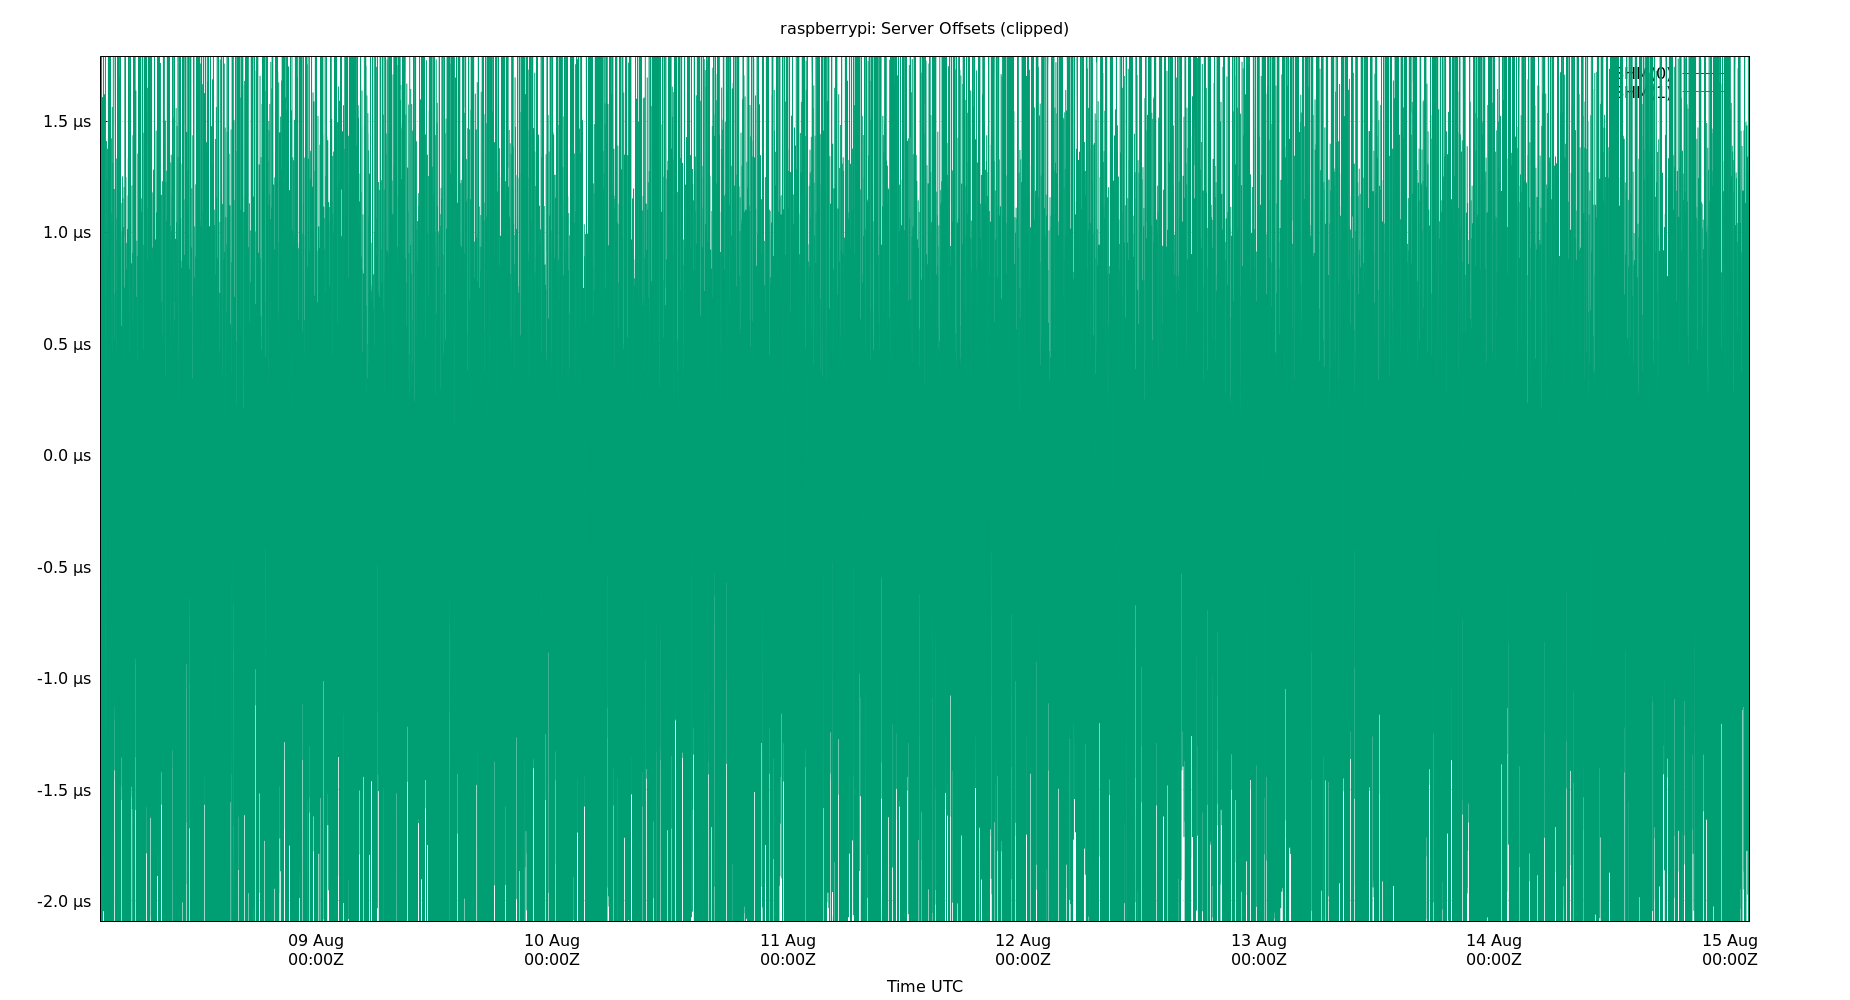 raspberrypi: Server Offsets (clipped)
1.5 µs
1.0 µs
0.5 µs
0.0 µs
-0.5 µs
-1.0 µs
-1.5 µs
-2.0 µs
09 Aug
00:00Z
10 Aug
00:00Z
11 Aug
00:00Z
12 Aug
00:00Z
13 Aug
00:00Z
14 Aug
00:00Z
15 Aug
00:00Z
Time UTC